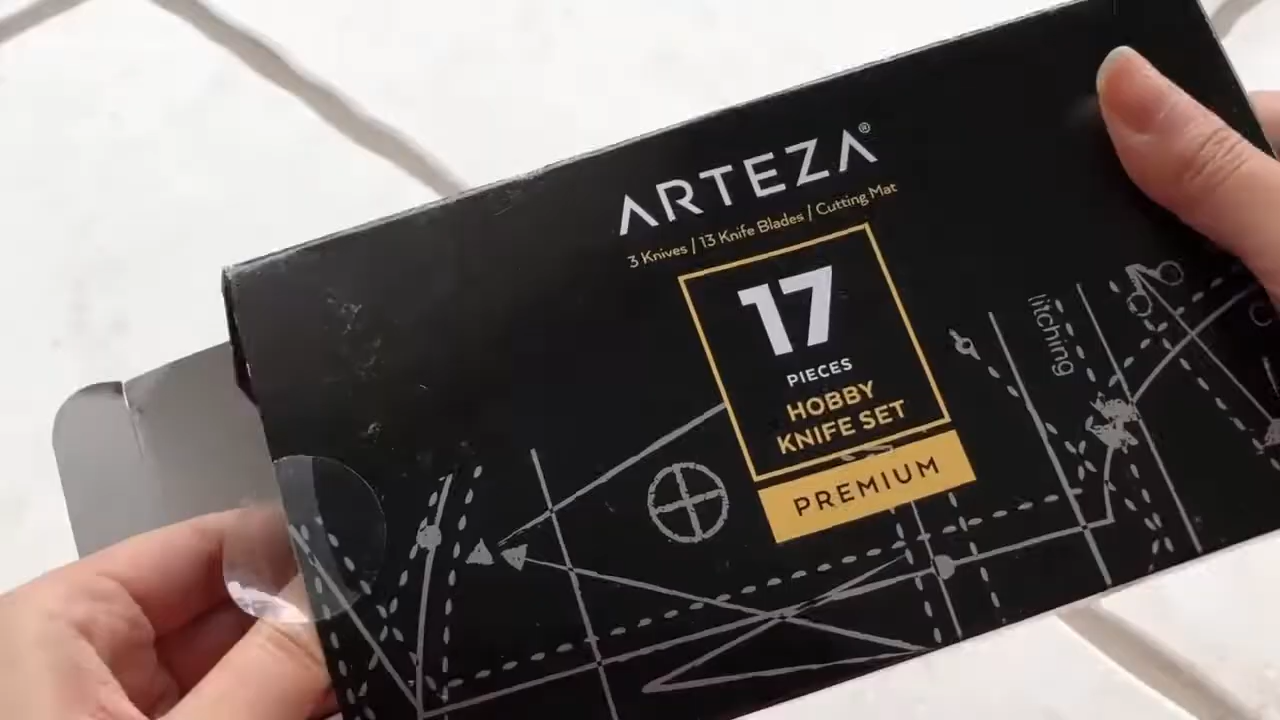 ARTEZA®
3 Knives / 13 Knife Blades / Cutting Mat
17
PIECES
HOBBY
KNIFE SET
PREMIUM
litching